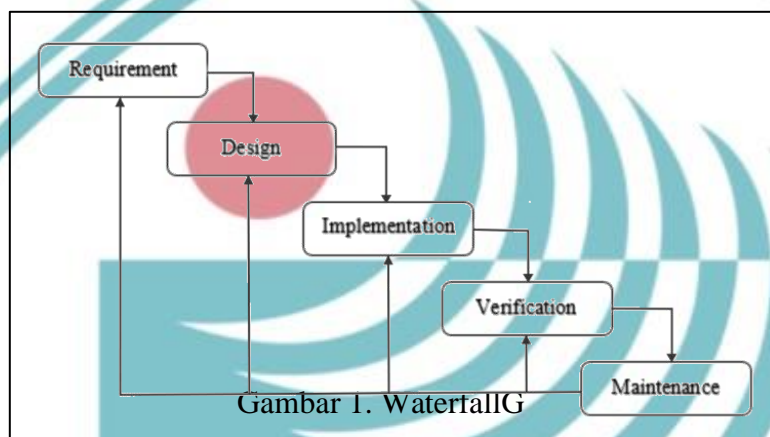 Requirement
Design
Implementation
Verification
Maintenance
Gambar 1. WaterfallG